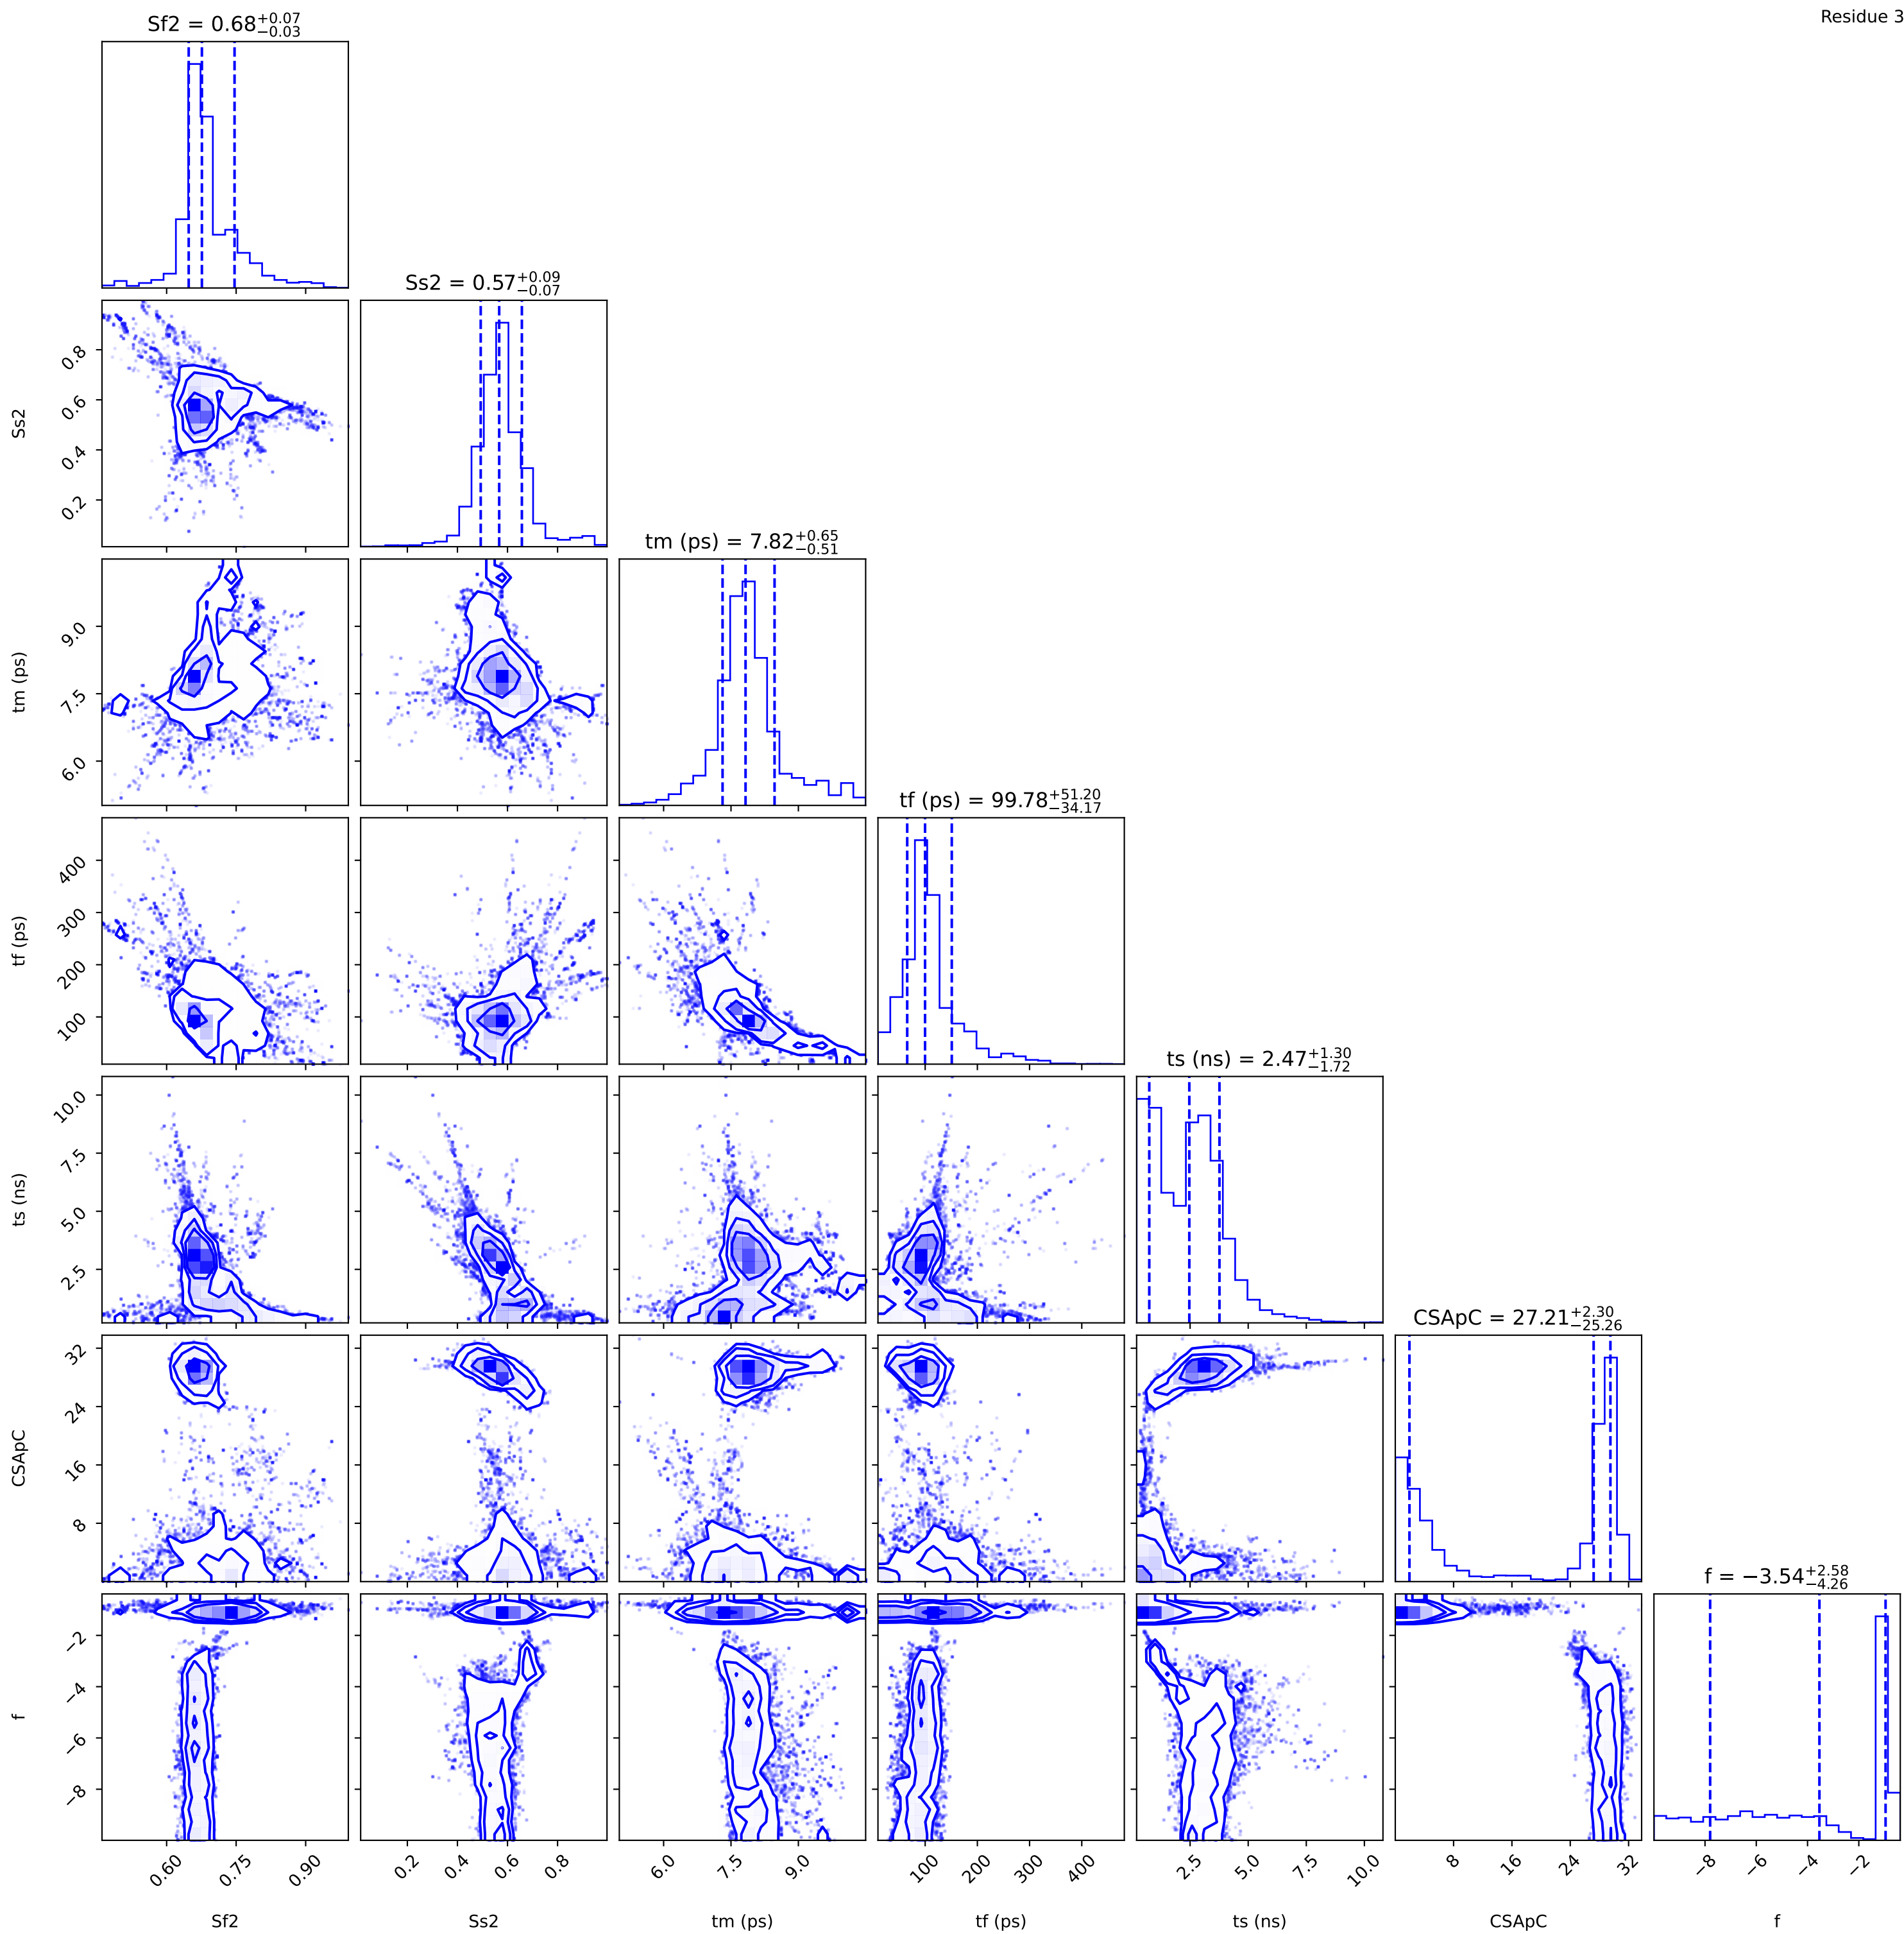 Residue 3
Sf2 = 0.68+0.07−0.03
Ss2 = 0.57+0.09−0.07
tm (ps) = 7.82+0.65−0.51
tf (ps) = 99.78+51.20−34.17
ts (ns) = 2.47+1.30−1.72
CSApC = 27.21+2.30−25.26
f = −3.54+2.58−4.26
Ss2
0.8
0.6
0.4
0.2
tm (ps)
9.0
7.5
6.0
tf (ps)
400
300
200
100
ts (ns)
10.0
7.5
5.0
2.5
CSApC
32
24
16
8
f
−2
−4
−6
−8
0.60 0.75 0.90
0.2 0.4 0.6 0.8
6.0 7.5 9.0
100 200 300 400
2.5 5.0 7.5 10.0
8 16 24 32
−8 −6 −4 −2
Sf2 Ss2 tm (ps) tf (ps) ts (ns) CSApC f